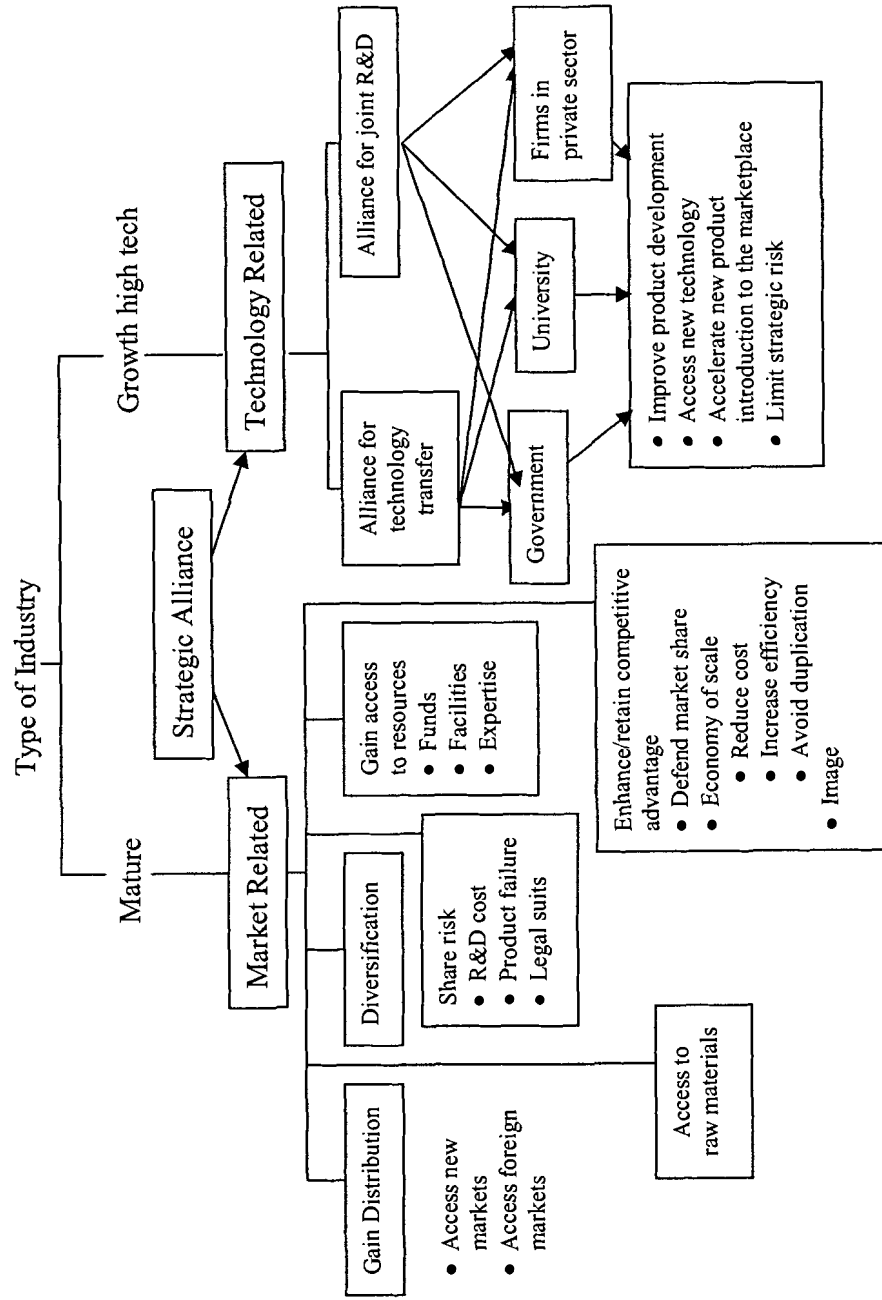 Type of Industry
Mature
Growth high tech
Strategic Alliance
Market Related
Technology Related
Gain Distribution
• Access new
markets
• Access foreign
markets
Diversification
Gain access
to resources
• Funds
• Facilities
• Expertise
Share risk
• R&D cost
• Product failure
• Legal suits
Access to
raw materials
Enhance/retain competitive
advantage
• Defend market share
• Economy of scale
• Reduce cost
• Increase efficiency
• Avoid duplication
• Image
Alliance for
technology
transfer
Alliance for joint R&D
Government
University
Firms in
private sector
• Improve product development
• Access new technology
• Accelerate new product
introduction to the marketplace
• Limit strategic risk